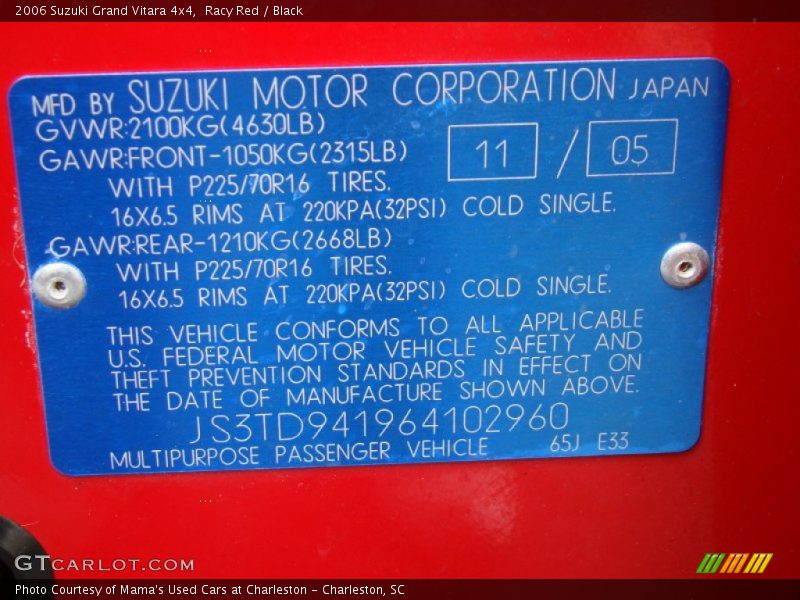 2006 Suzuki Grand Vitara 4x4, Racy Red / Black
MFD BY SUZUKI MOTOR CORPORATION JAPAN
GVWR:2100KG(4630LB)
GAWR:FRONT-1050KG(2315LB) 11 / 05
WITH P225/70R16 TIRES.
16X6.5 RIMS AT 220KPA(32PSI) COLD SINGLE.
GAWR:REAR-1210KG(2668LB)
WITH P225/70R16 TIRES.
16X6.5 RIMS AT 220KPA(32PSI) COLD SINGLE.
THIS VEHICLE CONFORMS TO ALL APPLICABLE
U.S. FEDERAL MOTOR VEHICLE SAFETY AND
THEFT PREVENTION STANDARDS IN EFFECT ON
THE DATE OF MANUFACTURE SHOWN ABOVE.
JS3TD941964102960
MULTIPURPOSE PASSENGER VEHICLE 65J E33
GTCARLOT.COM
Photo Courtesy of Mama's Used Cars at Charleston - Charleston, SC